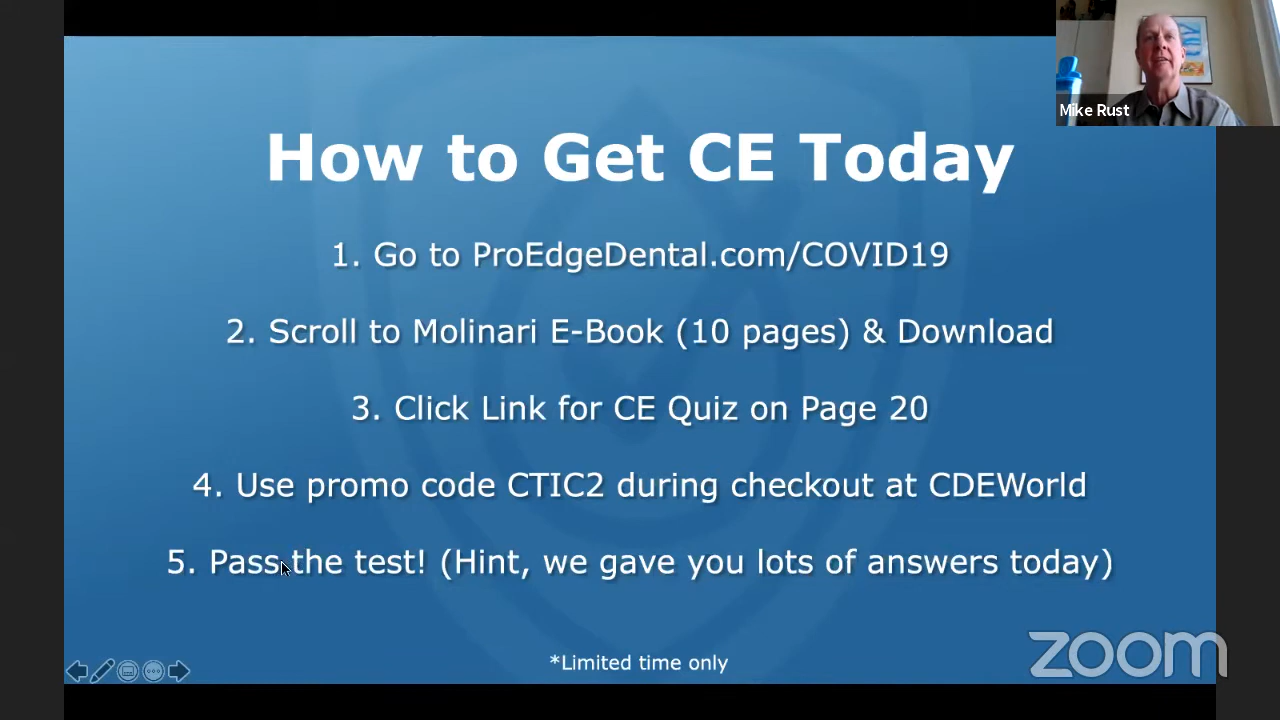 Mike Rust
How to Get CE Today
1. Go to ProEdgeDental.com/COVID19
2. Scroll to Molinari E-Book (10 pages) & Download
3. Click Link for CE Quiz on Page 20
4. Use promo code CTIC2 during checkout at CDEWorld
5. Pass the test! (Hint, we gave you lots of answers today)
*Limited time only
zoom